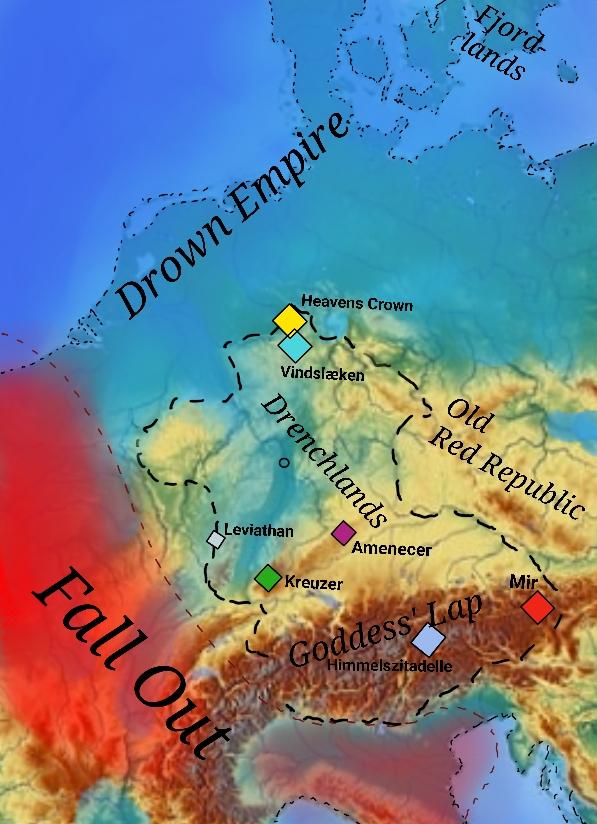 Fjord-
lands
Drown Empire
Heavens Crown
Vindslæken
Drenchlands
Old
Red Republic
Leviathan
Amenecer
Kreuzer
Mir
Goddess' Lap
Himmelszitadelle
Fall Out